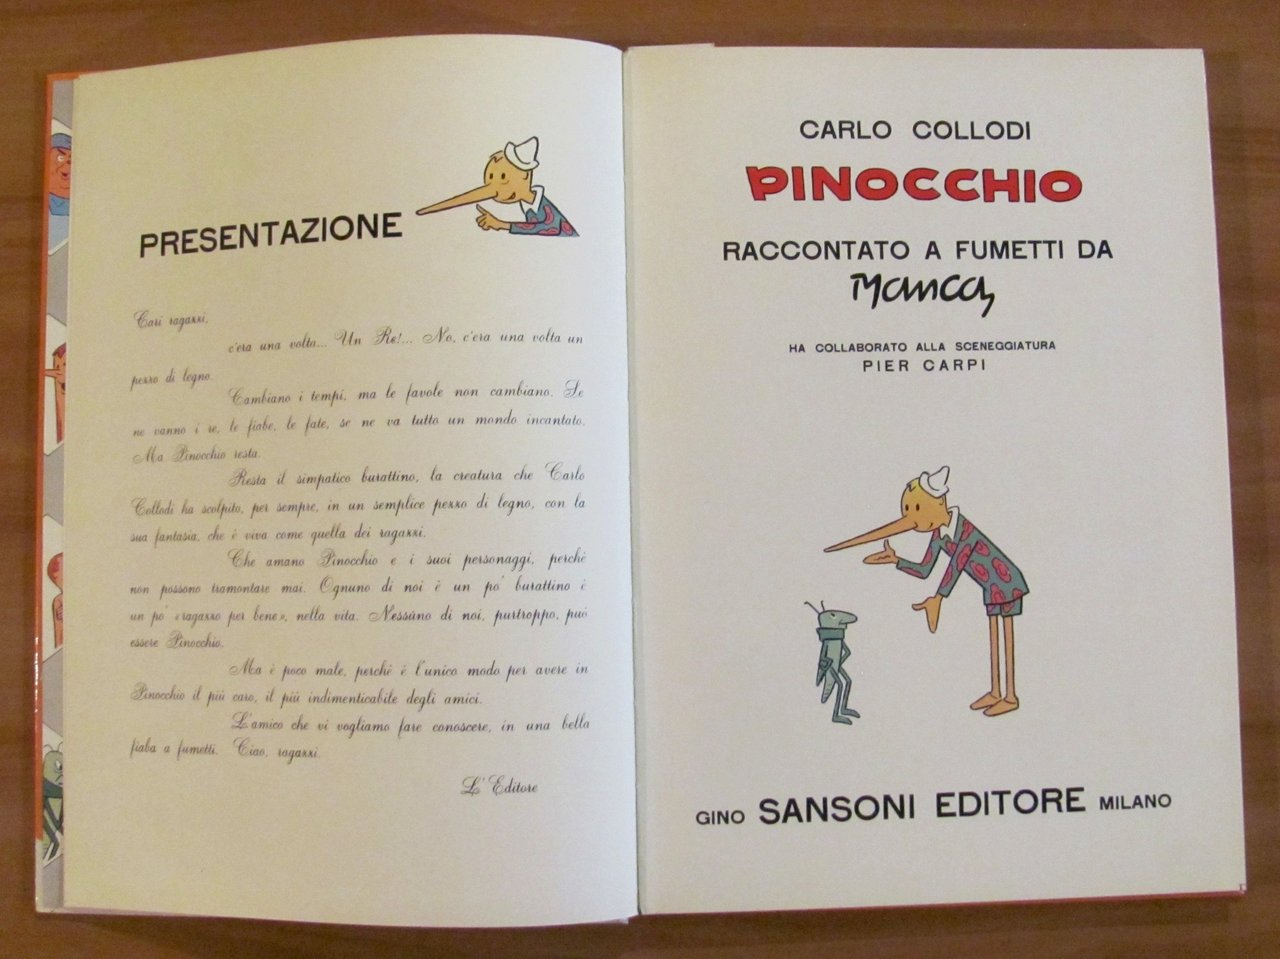 PRESENTAZIONE
Cari ragazzi,
c'era una volta... Un Re!... No, c'era una volta un
pezzo di legno.
Cambiano i tempi, ma le favole non cambiano. Se
ne vanno i re, le fiabe, le fate, se ne va tutto un mondo incantato.
Ma Pinocchio resta.
Resta il simpatico burattino, la creatura che Carlo
Collodi ha scolpito, per sempre, in un semplice pezzo di legno, con la
sua fantasia, che è viva come quella dei ragazzi.
Che amano Pinocchio e i suoi personaggi, perchè
non possono tramontare mai. Ognuno di noi è un po' burattino è
un po' «ragazzo per bene», nella vita. Nessùno di noi, purtroppo, può
essere Pinocchio.
Ma è poco male, perchè è l'unico modo per avere in
Pinocchio il più caro, il più indimenticabile degli amici.
L'amico che vi vogliamo fare conoscere, in una bella
fiaba a fumetti. Ciao, ragazzi.
L'Editore
CARLO COLLODI
PINOCCHIO
RACCONTATO A FUMETTI DA
Manca
HA COLLABORATO ALLA SCENEGGIATURA
PIER CARPI
GINO SANSONI EDITORE MILANO